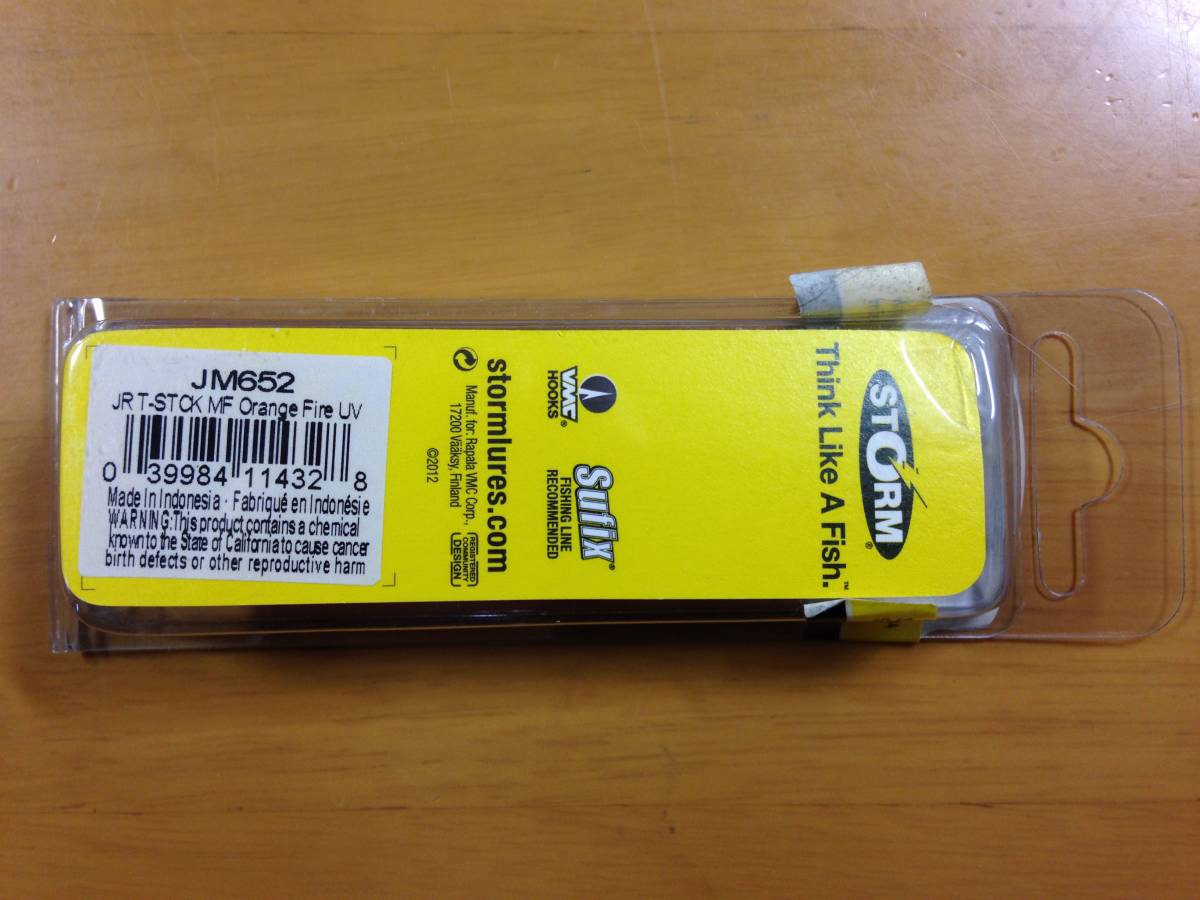 STORM®
Think Like A Fish.™
VMC®
HOOKS
Sufix®
FISHING LINE
RECOMMENDED
stormlures.com
Manuf. for: Rapala VMC Corp.,
17200 Vääksy, Finland
©2012
REGISTERED
COMMUNITY
DESIGN
JM652
JR T-STCK MF Orange Fire UV
0 39984 11432 8
Made In Indonesia · Fabriqué en Indonésie
WARNING:This product contains a chemical
known to the State of California to cause cancer
birth defects or other reproductive harm